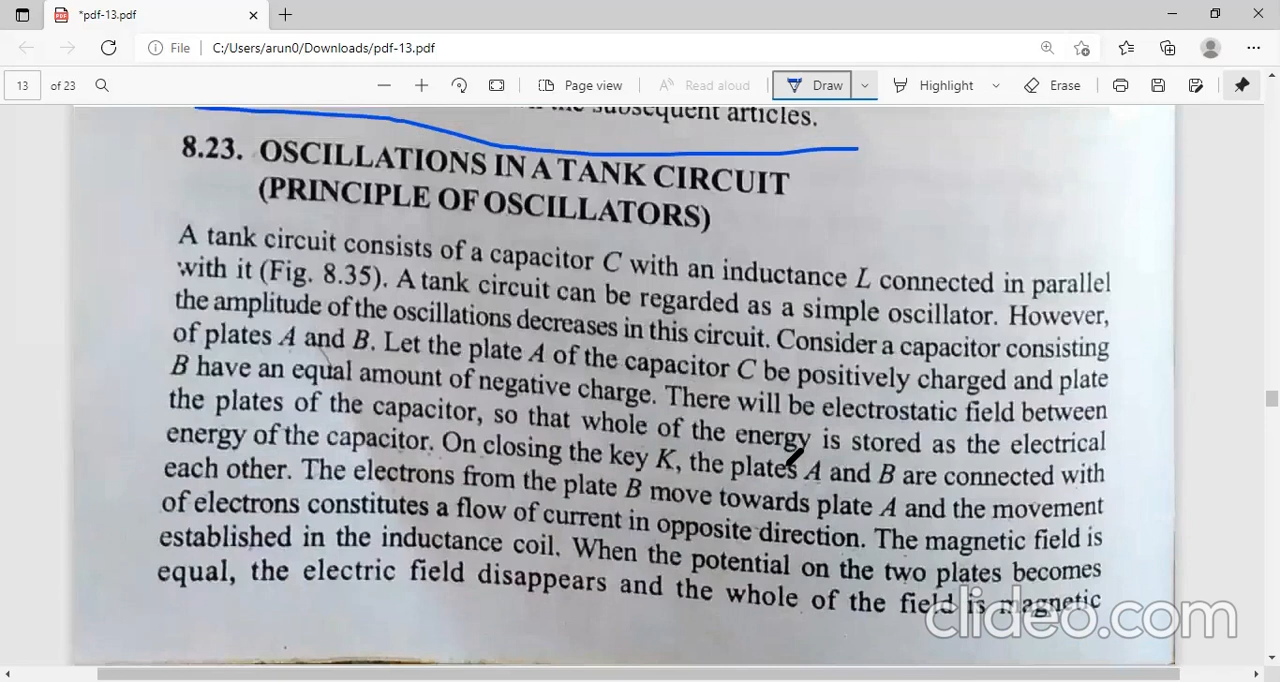 *pdf-13.pdf
File
C:/Users/arun0/Downloads/pdf-13.pdf
13 of 23
Page view
Read aloud
Draw
Highlight
Erase
the subsequent articles.
8.23. OSCILLATIONS IN A TANK CIRCUIT
(PRINCIPLE OF OSCILLATORS)
A tank circuit consists of a capacitor C with an inductance L connected in parallel
with it (Fig. 8.35). A tank circuit can be regarded as a simple oscillator. However,
the amplitude of the oscillations decreases in this circuit. Consider a capacitor consisting
of plates A and B. Let the plate A of the capacitor C be positively charged and plate
B have an equal amount of negative charge. There will be electrostatic field between
the plates of the capacitor, so that whole of the energy is stored as the electrical
energy of the capacitor. On closing the key K, the plates A and B are connected with
each other. The electrons from the plate B move towards plate A and the movement
of electrons constitutes a flow of current in opposite direction. The magnetic field is
established in the inductance coil. When the potential on the two plates becomes
equal, the electric field disappears and the whole of the field is magnetic
clideo.com